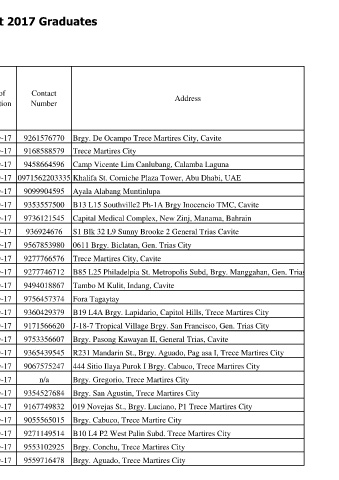 t 2017 Graduates
of Contact
tion Number Address
-17 9261576770 Brgy. De Ocampo Trece Martires City, Cavite
-17 9168588579 Trece Martires City
-17 9458664596 Camp Vicente Lim Canlubang, Calamba Laguna
-17 0971562203335 Khalifa St. Corniche Plaza Tower, Abu Dhabi, UAE
-17 9099904595 Ayala Alabang Muntinlupa
-17 9353557500 B13 L15 Southville2 Ph-1A Brgy Inocencio TMC, Cavite
-17 9736121545 Capital Medical Complex, New Zinj, Manama, Bahrain
-17 936924676 S1 Blk 32 L9 Sunny Brooke 2 General Trias Cavite
-17 9567853980 0611 Brgy. Biclatan, Gen. Trias City
-17 9277766576 Trece Martires City, Cavite
-17 9277746712 B85 L25 Philadelpia St. Metropolis Subd, Brgy. Manggahan, Gen. Trias
-17 9494018867 Tambo M Kulit, Indang, Cavite
-17 9756457374 Fora Tagaytay
-17 9360429379 B19 L4A Brgy. Lapidario, Capitol Hills, Trece Martires City
-17 9171566620 J-18-7 Tropical Village Brgy. San Francisco, Gen. Trias City
-17 9753356607 Brgy. Pasong Kawayan II, General Trias, Cavite
-17 9365439545 R231 Mandarin St., Brgy. Aguado, Pag asa I, Trece Martires City
-17 9067575247 444 Sitio Ilaya Purok I Brgy. Cabuco, Trece Martires City
-17 n/a Brgy. Gregorio, Trece Martires City
-17 9354527684 Brgy. San Agustin, Trece Martires City
-17 9167749832 019 Novejas St., Brgy. Luciano, P1 Trece Martires City
-17 9055565015 Brgy. Cabuco, Trece Martire City
-17 9271149514 B10 L4 P2 West Palin Subd. Trece Martires City
-17 9553102925 Brgy. Conchu, Trece Martires City
-17 9559716478 Brgy. Aguado, Trece Martires City